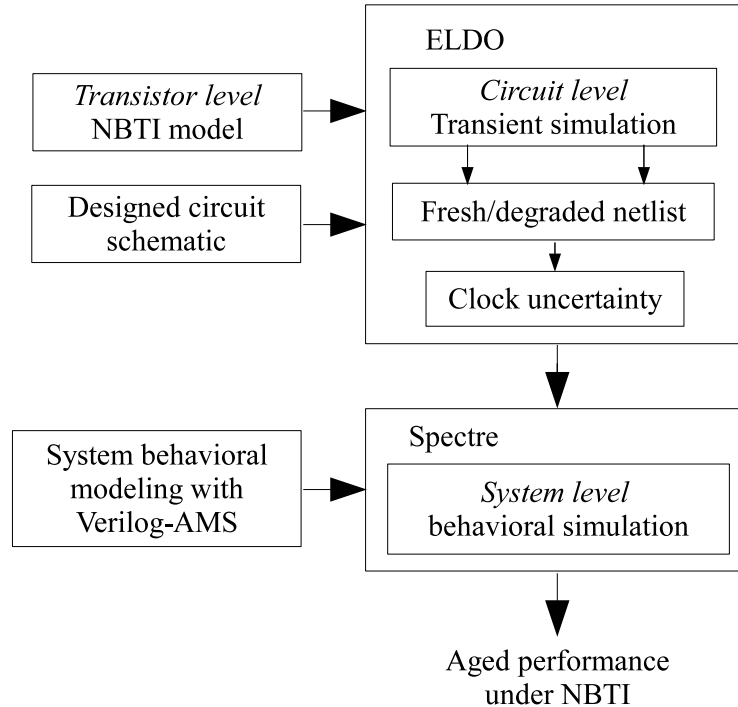 ELDO
Transistor level
NBTI model
Circuit level
Transient simulation
Designed circuit
schematic
Fresh/degraded netlist
Clock uncertainty
System behavioral
modeling with
Verilog-AMS
Spectre
System level
behavioral simulation
Aged performance
under NBTI